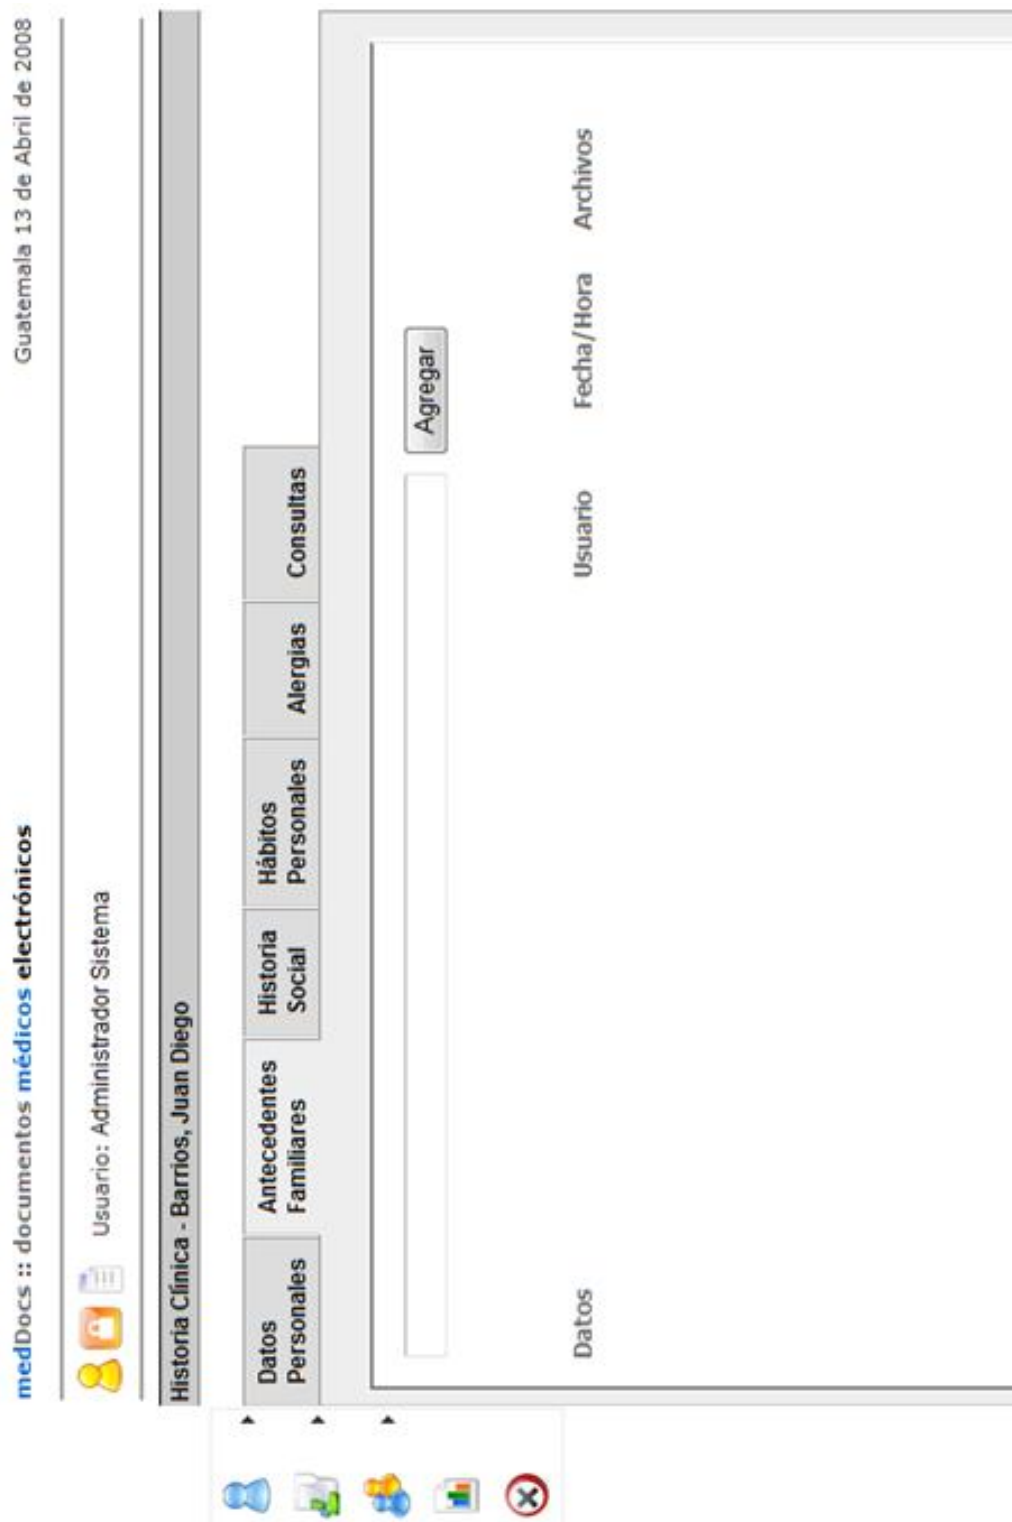 medDocs :: documentos médicos electrónicos
Guatemala 13 de Abril de 2008
Usuario: Administrador Sistema
Historia Clínica - Barrios, Juan Diego
Datos
Personales
Antecedentes
Familiares
Historia
Social
Hábitos
Personales
Alergias
Consultas
Agregar
Datos
Usuario
Fecha/Hora
Archivos